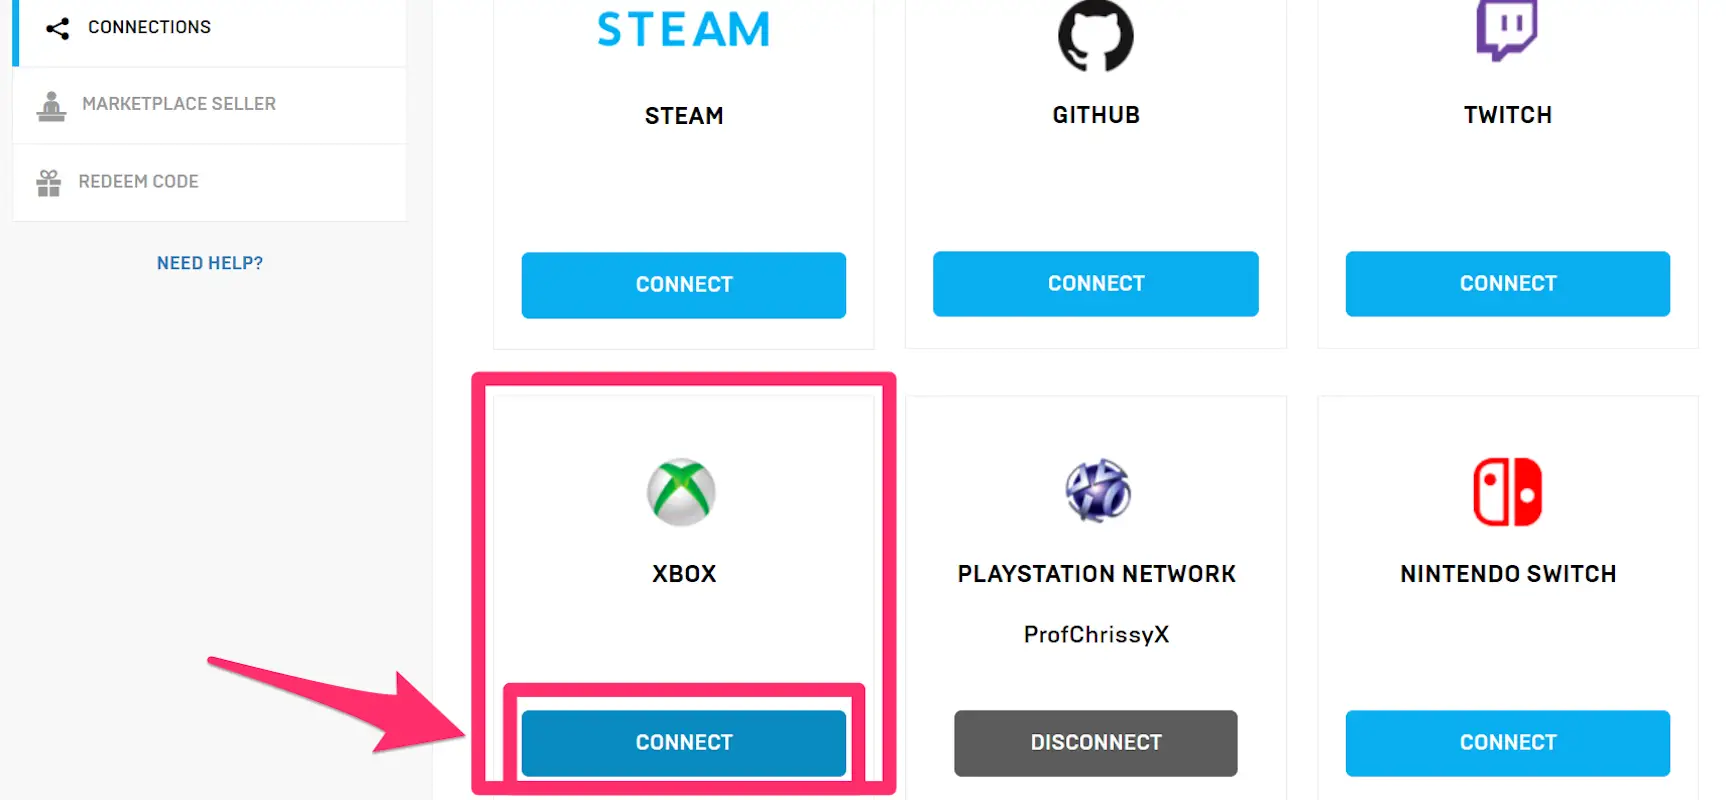 CONNECTIONS
MARKETPLACE SELLER
REDEEM CODE
NEED HELP?
STEAM
STEAM
CONNECT
GITHUB
CONNECT
TWITCH
CONNECT
XBOX
CONNECT
PLAYSTATION NETWORK
ProfChrissyX
DISCONNECT
NINTENDO SWITCH
CONNECT